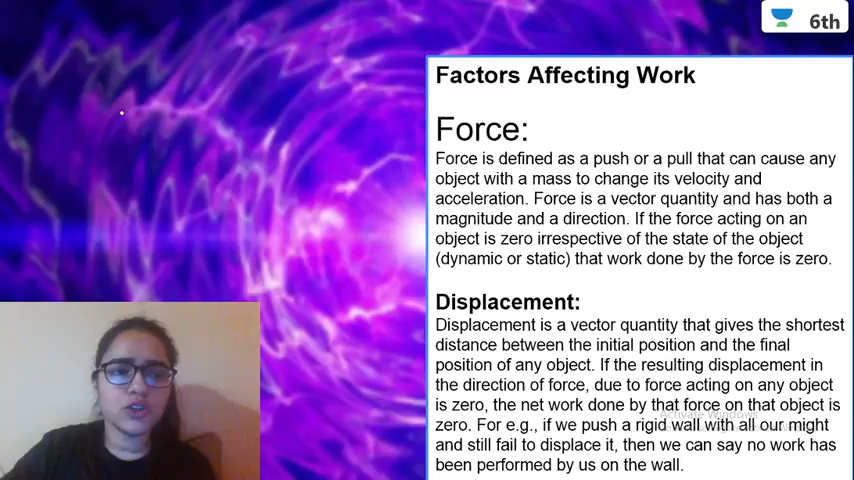 6th
Factors Affecting Work
Force:
Force is defined as a push or a pull that can cause any
object with a mass to change its velocity and
acceleration. Force is a vector quantity and has both a
magnitude and a direction. If the force acting on an
object is zero irrespective of the state of the object
(dynamic or static) that work done by the force is zero.
Displacement:
Displacement is a vector quantity that gives the shortest
distance between the initial position and the final
position of any object. If the resulting displacement in
the direction of force, due to force acting on any object
is zero, the net work done by that force on that object is
Activate Windows
zero. For e.g., if we push a rigid wall with all our might
and still fail to displace it, then we can say no work has
been performed by us on the wall.